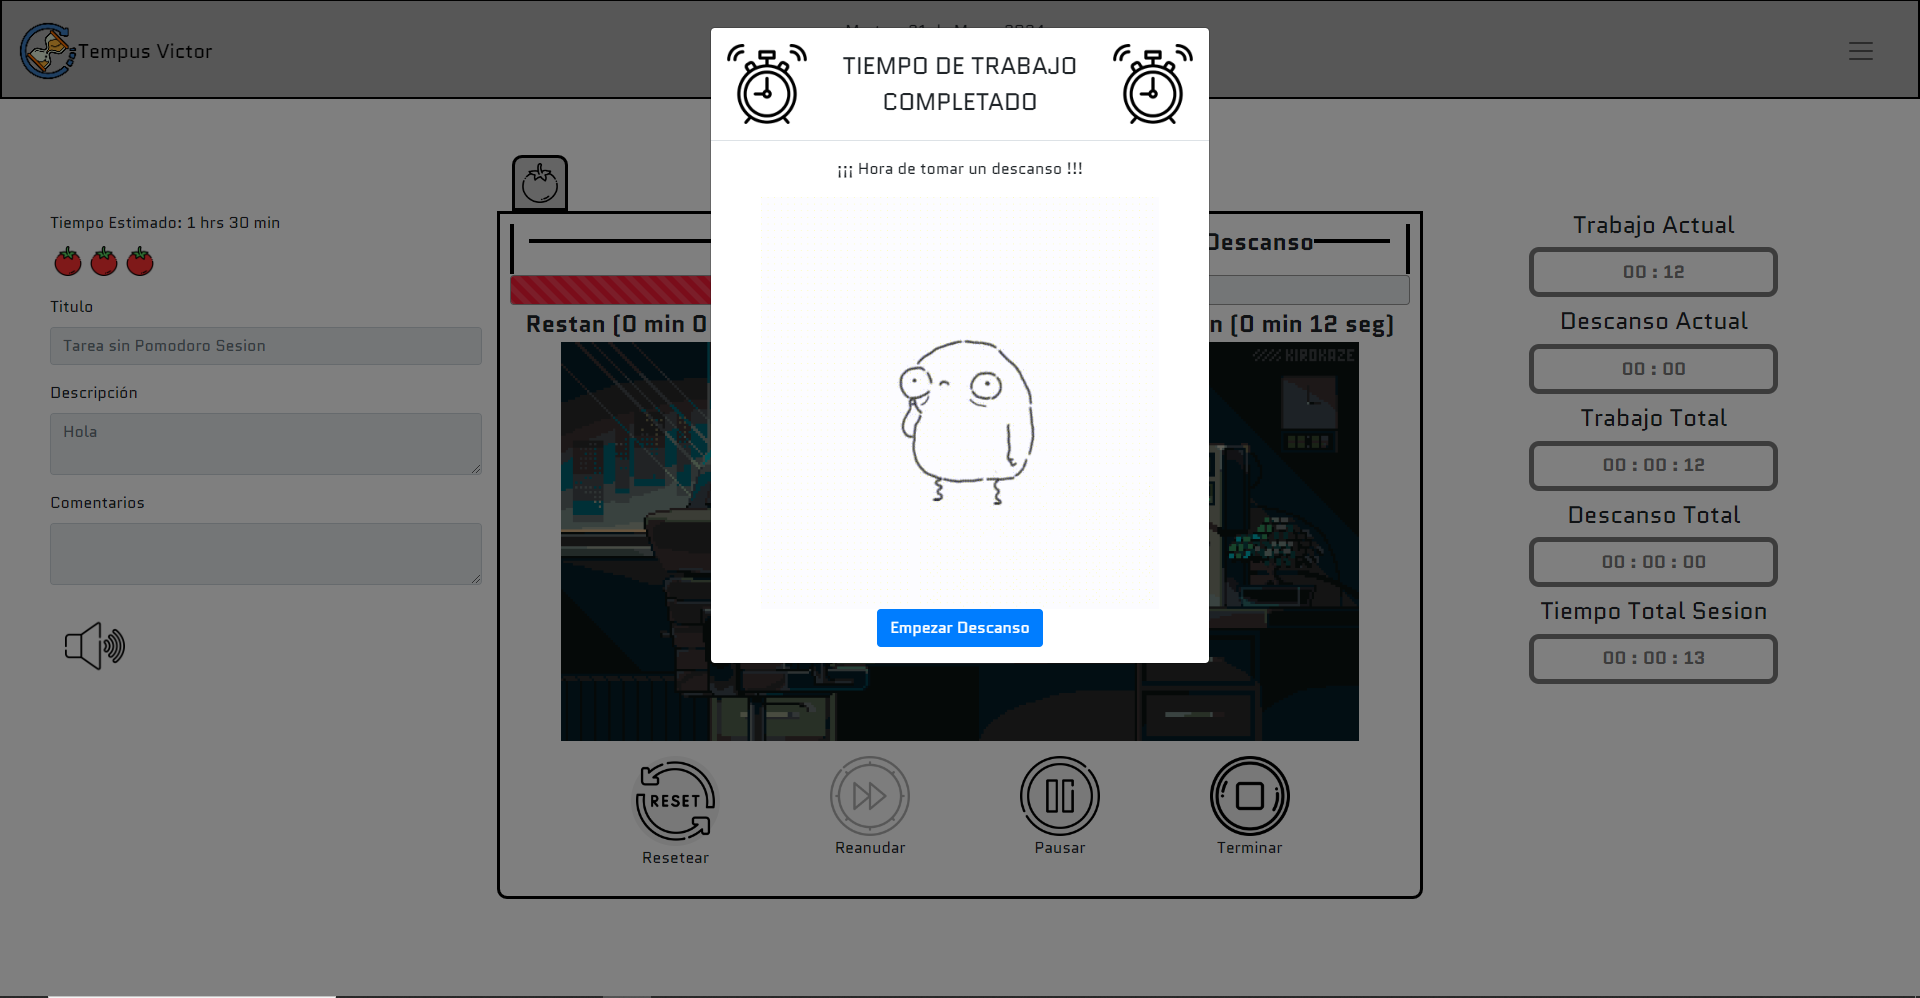 Tempus Victor
TIEMPO DE TRABAJO
COMPLETADO
¡¡¡ Hora de tomar un descanso !!!
Empezar Descanso
Tiempo Estimado: 1 hrs 30 min
Titulo
Tarea sin Pomodoro Sesion
Descripción
Hola
Comentarios
Descanso
Restan (0 min 0
(0 min 12 seg)
KIROKAZE
RESET
Resetear
Reanudar
Pausar
Terminar
Trabajo Actual
00 : 12
Descanso Actual
00 : 00
Trabajo Total
00 : 00 : 12
Descanso Total
00 : 00 : 00
Tiempo Total Sesion
00 : 00 : 13